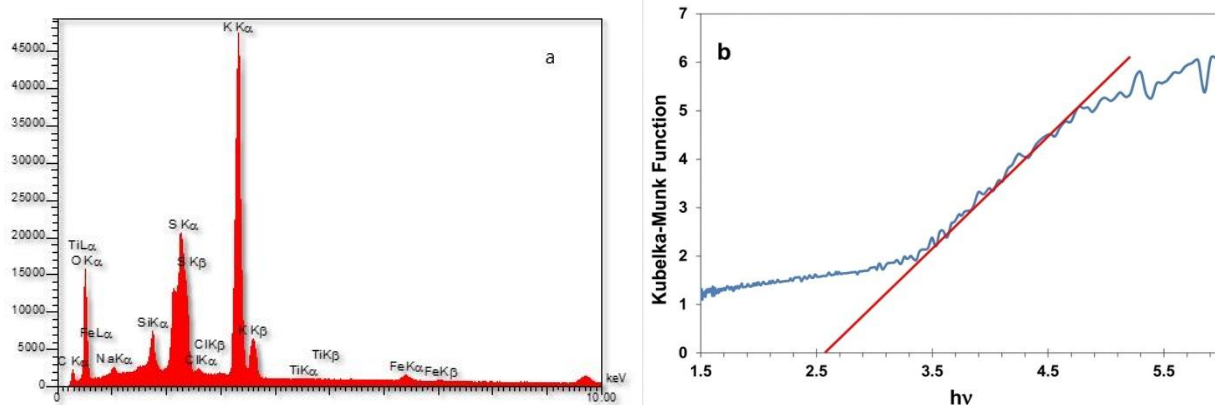 a
45000
40000
35000
30000
25000
20000
15000
10000
5000
0
K Kα
S Kα
S Kβ
TiLα
O Kα
FeLα
C Kα
NaKα
SiKα
ClKβ
ClKα
K Kβ
TiKβ
TiKα
FeKα
FeKβ
0
10.00
keV
b
Kubelka-Munk Function
7
6
5
4
3
2
1
0
1.5 2.5 3.5 4.5 5.5
hν